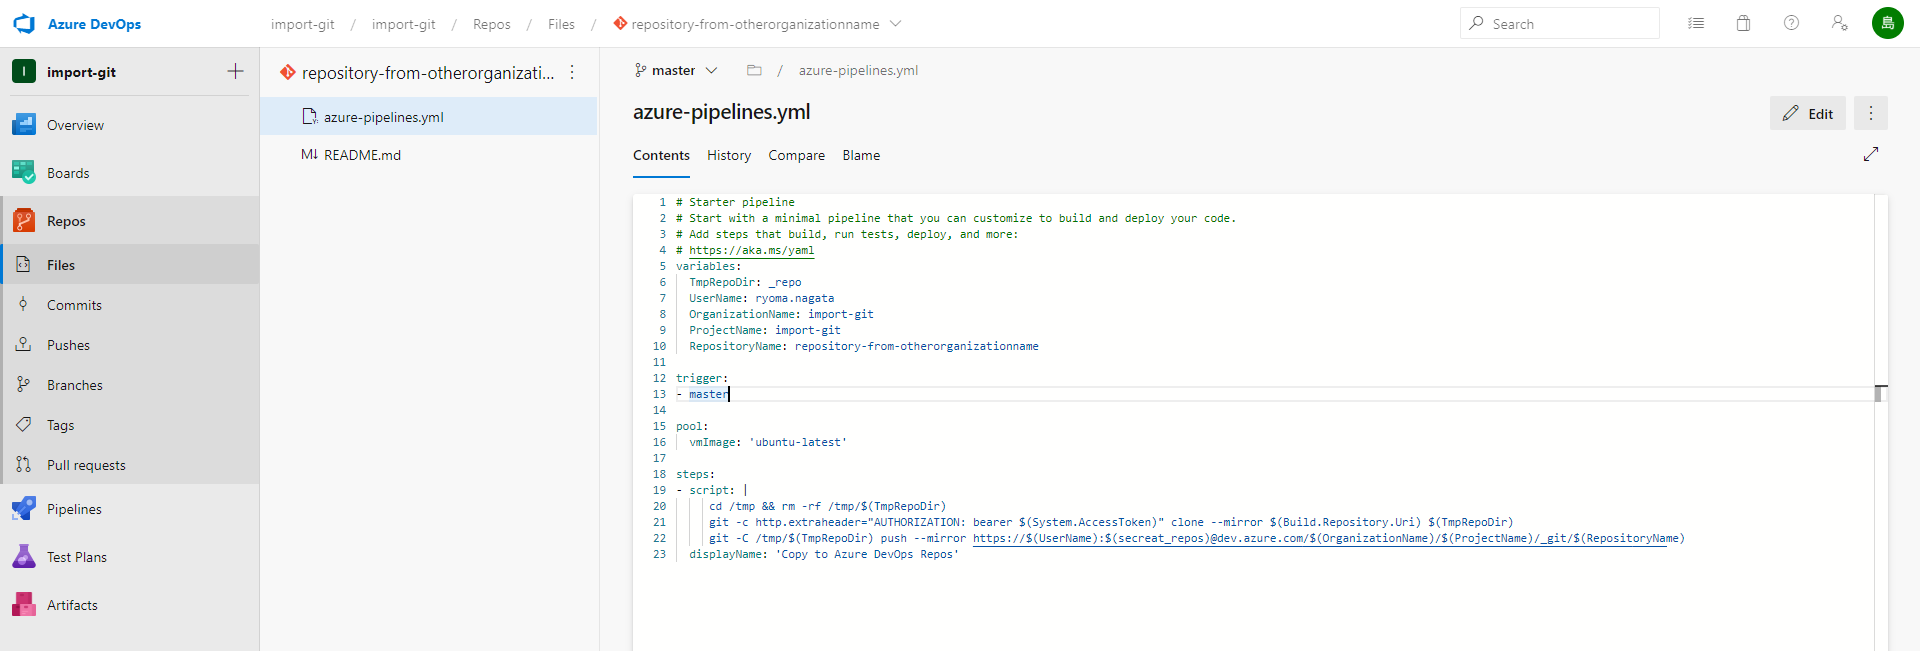 Azure DevOps
import-git / import-git / Repos / Files / repository-from-otherorganizationname
Search
島
I import-git
Overview
Boards
Repos
Files
Commits
Pushes
Branches
Tags
Pull requests
Pipelines
Test Plans
Artifacts
repository-from-otherorganizati...
azure-pipelines.yml
M↓ README.md
master / azure-pipelines.yml
azure-pipelines.yml
Edit
Contents History Compare Blame
1 # Starter pipeline
2 # Start with a minimal pipeline that you can customize to build and deploy your code.
3 # Add steps that build, run tests, deploy, and more:
4 # https://aka.ms/yaml
5 variables:
6 TmpRepoDir: _repo
7 UserName: ryoma.nagata
8 OrganizationName: import-git
9 ProjectName: import-git
10 RepositoryName: repository-from-otherorganizationname
11
12 trigger:
13 - master
14
15 pool:
16 vmImage: 'ubuntu-latest'
17
18 steps:
19 - script: |
20 cd /tmp && rm -rf /tmp/$(TmpRepoDir)
21 git -c http.extraheader="AUTHORIZATION: bearer $(System.AccessToken)" clone --mirror $(Build.Repository.Uri) $(TmpRepoDir)
22 git -C /tmp/$(TmpRepoDir) push --mirror https://$(UserName):$(secreat_repos)@dev.azure.com/$(OrganizationName)/$(ProjectName)/_git/$(RepositoryName)
23 displayName: 'Copy to Azure DevOps Repos'